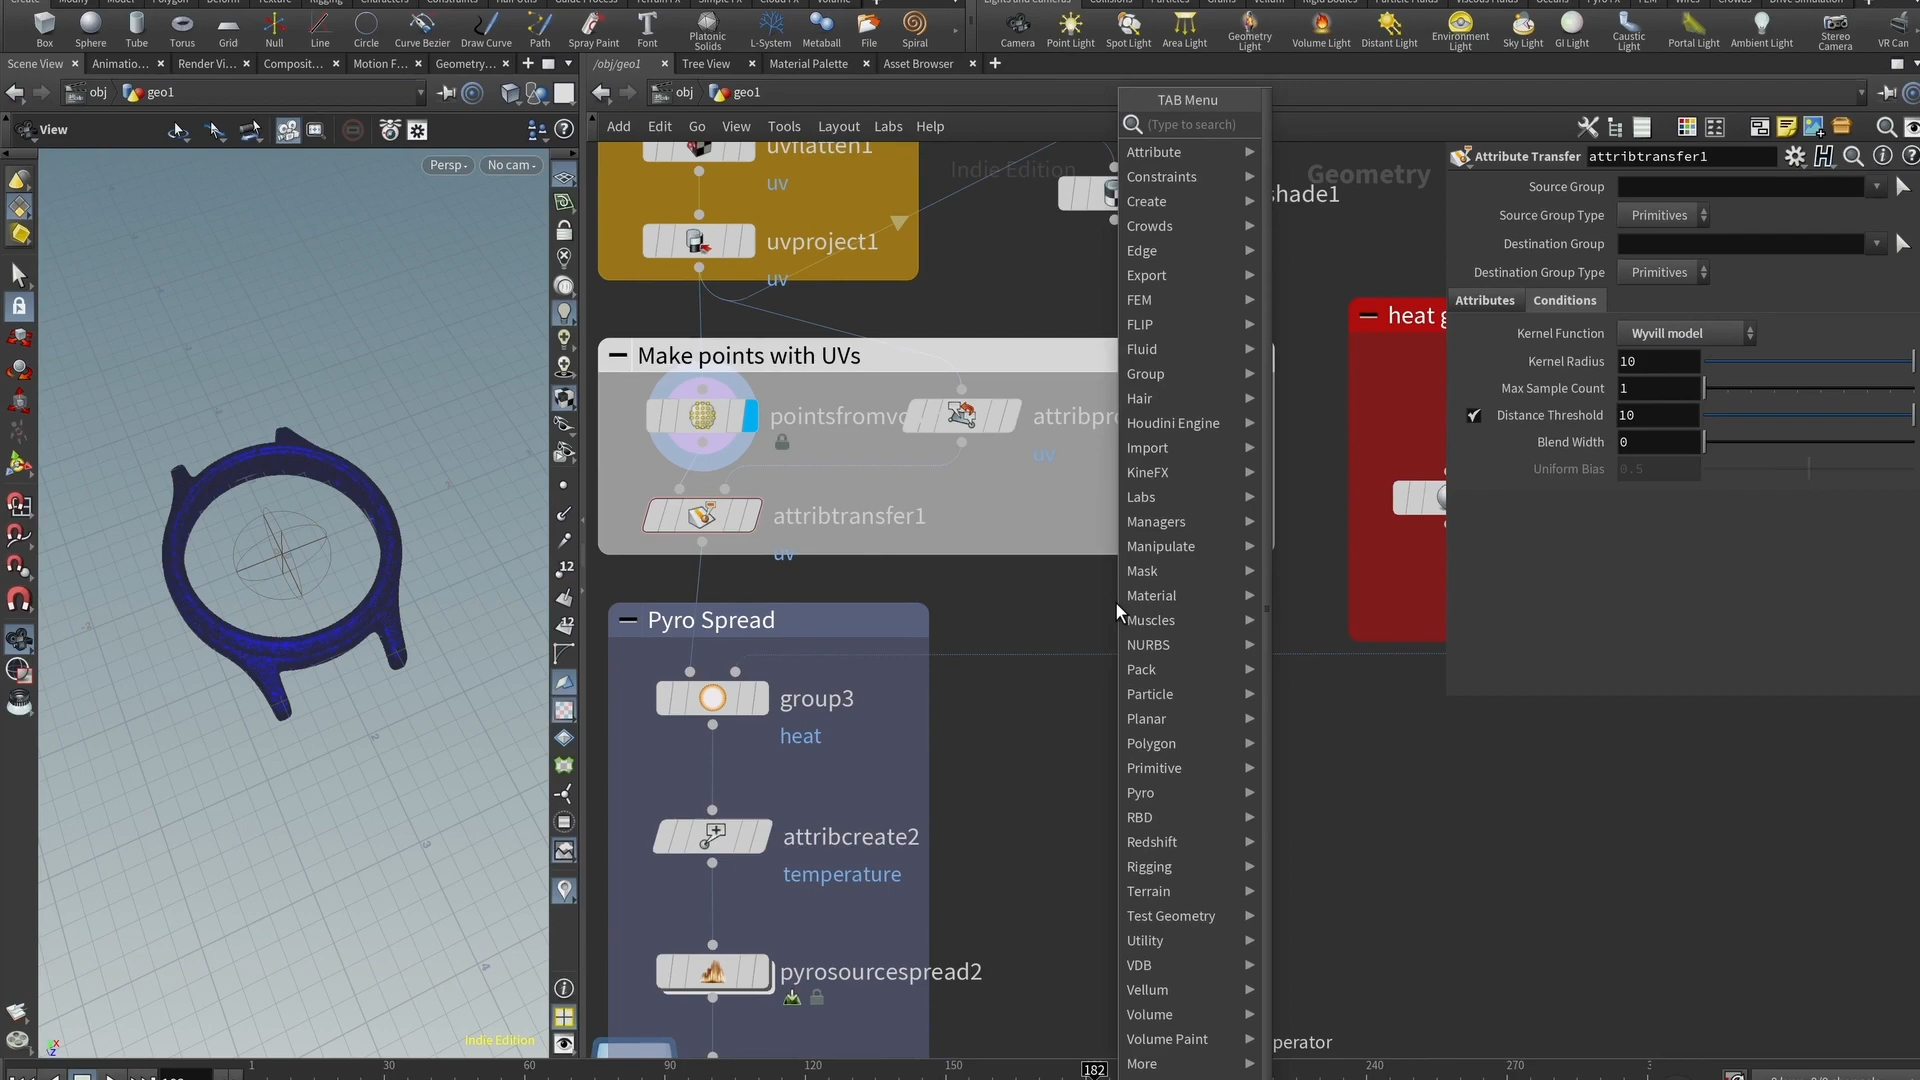 Box
Sphere
Tube
Torus
Grid
Null
Line
Circle
Curve Bezier
Draw Curve
Path
Spray Paint
Font
Platonic Solids
L-System
Metaball
File
Spiral
Camera
Point Light
Spot Light
Area Light
Geometry Light
Volume Light
Distant Light
Environment Light
Sky Light
GI Light
Caustic Light
Portal Light
Ambient Light
Stereo Camera
VR Can
Scene View
Animatio...
Render Vi...
Composit...
Motion F...
Geometry...
/obj/geo1
Tree View
Material Palette
Asset Browser
obj
geo1
obj
geo1
View
Persp
No cam
Add
Edit
Go
View
Tools
Layout
Labs
Help
Indie Edition
Geometry
uvflatten1
uv
uvproject1
uv
shade1
Make points with UVs
pointsfromvo
attribpro
uv
attribtransfer1
uv
heat g
Pyro Spread
group3
heat
attribcreate2
temperature
pyrosourcespread2
perator
TAB Menu
(Type to search)
Attribute
Constraints
Create
Crowds
Edge
Export
FEM
FLIP
Fluid
Group
Hair
Houdini Engine
Import
KineFX
Labs
Managers
Manipulate
Mask
Material
Muscles
NURBS
Pack
Particle
Planar
Polygon
Primitive
Pyro
RBD
Redshift
Rigging
Terrain
Test Geometry
Utility
VDB
Vellum
Volume
Volume Paint
More
Attribute Transfer
attribtransfer1
Source Group
Source Group Type
Primitives
Destination Group
Destination Group Type
Primitives
Attributes
Conditions
Kernel Function
Wyvill model
Kernel Radius
10
Max Sample Count
1
Distance Threshold
10
Blend Width
0
Uniform Bias
0.5
12
12
Indie Edition
1
30
60
90
120
150
182
240
270